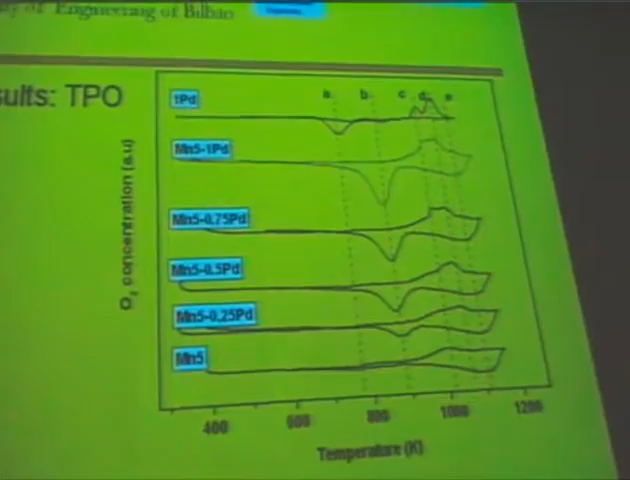 of Engineering of Bilbao
sults: TPO
a b c d e
1Pd
Mn5-1Pd
Mn5-0,75Pd
Mn5-0.5Pd
Mn5-0.25Pd
Mn5
O₂ concentration (a.u)
400 600 800 1000 1200
Temperature (K)